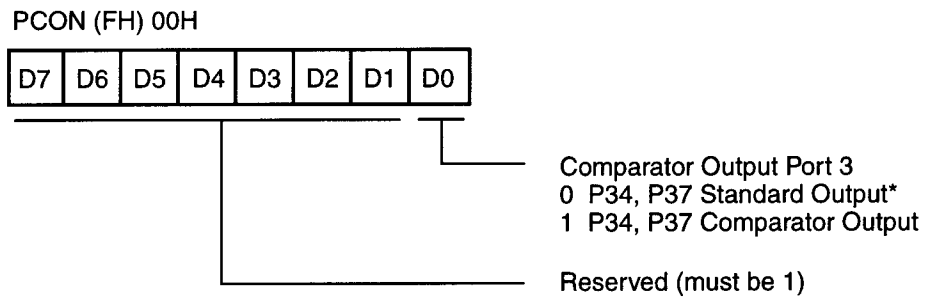 PCON (FH) 00H
D7 D6 D5 D4 D3 D2 D1 D0
Comparator Output Port 3
0 P34, P37 Standard Output*
1 P34, P37 Comparator Output
Reserved (must be 1)